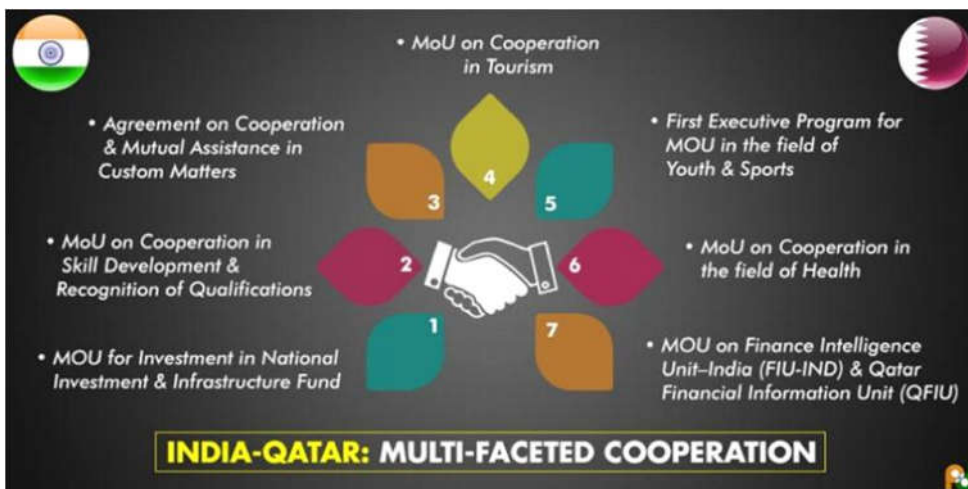 • MoU on Cooperation
in Tourism
• Agreement on Cooperation
& Mutual Assistance in
Custom Matters
• First Executive Program for
MOU in the field of
Youth & Sports
• MoU on Cooperation in
Skill Development &
Recognition of Qualifications
• MoU on Cooperation in
the field of Health
• MOU for Investment in National
Investment & Infrastructure Fund
• MOU on Finance Intelligence
Unit–India (FIU-IND) & Qatar
Financial Information Unit (QFIU)
4
3
5
2
6
1
7
INDIA-QATAR: MULTI-FACETED COOPERATION